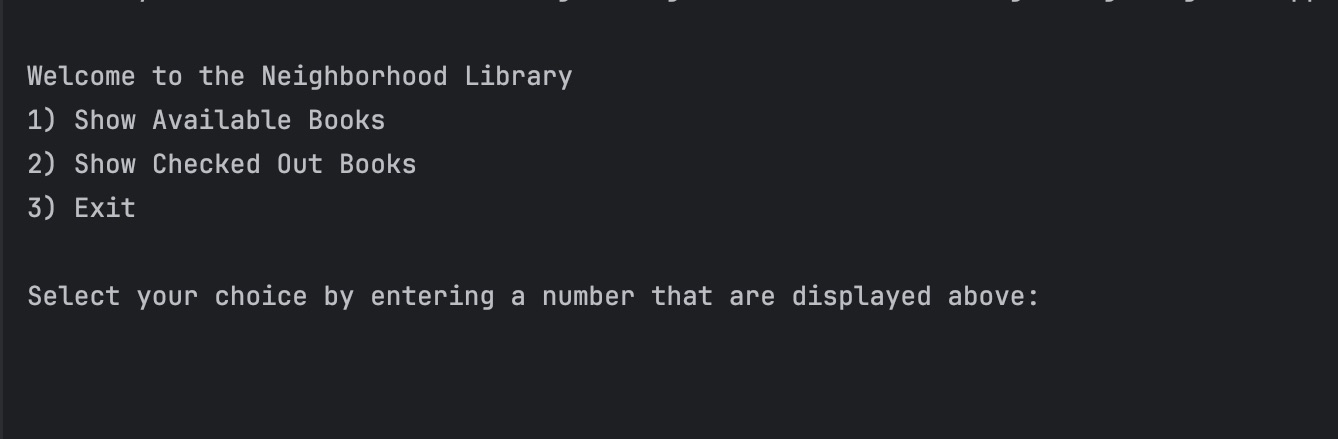 Welcome to the Neighborhood Library
1) Show Available Books
2) Show Checked Out Books
3) Exit
Select your choice by entering a number that are displayed above: